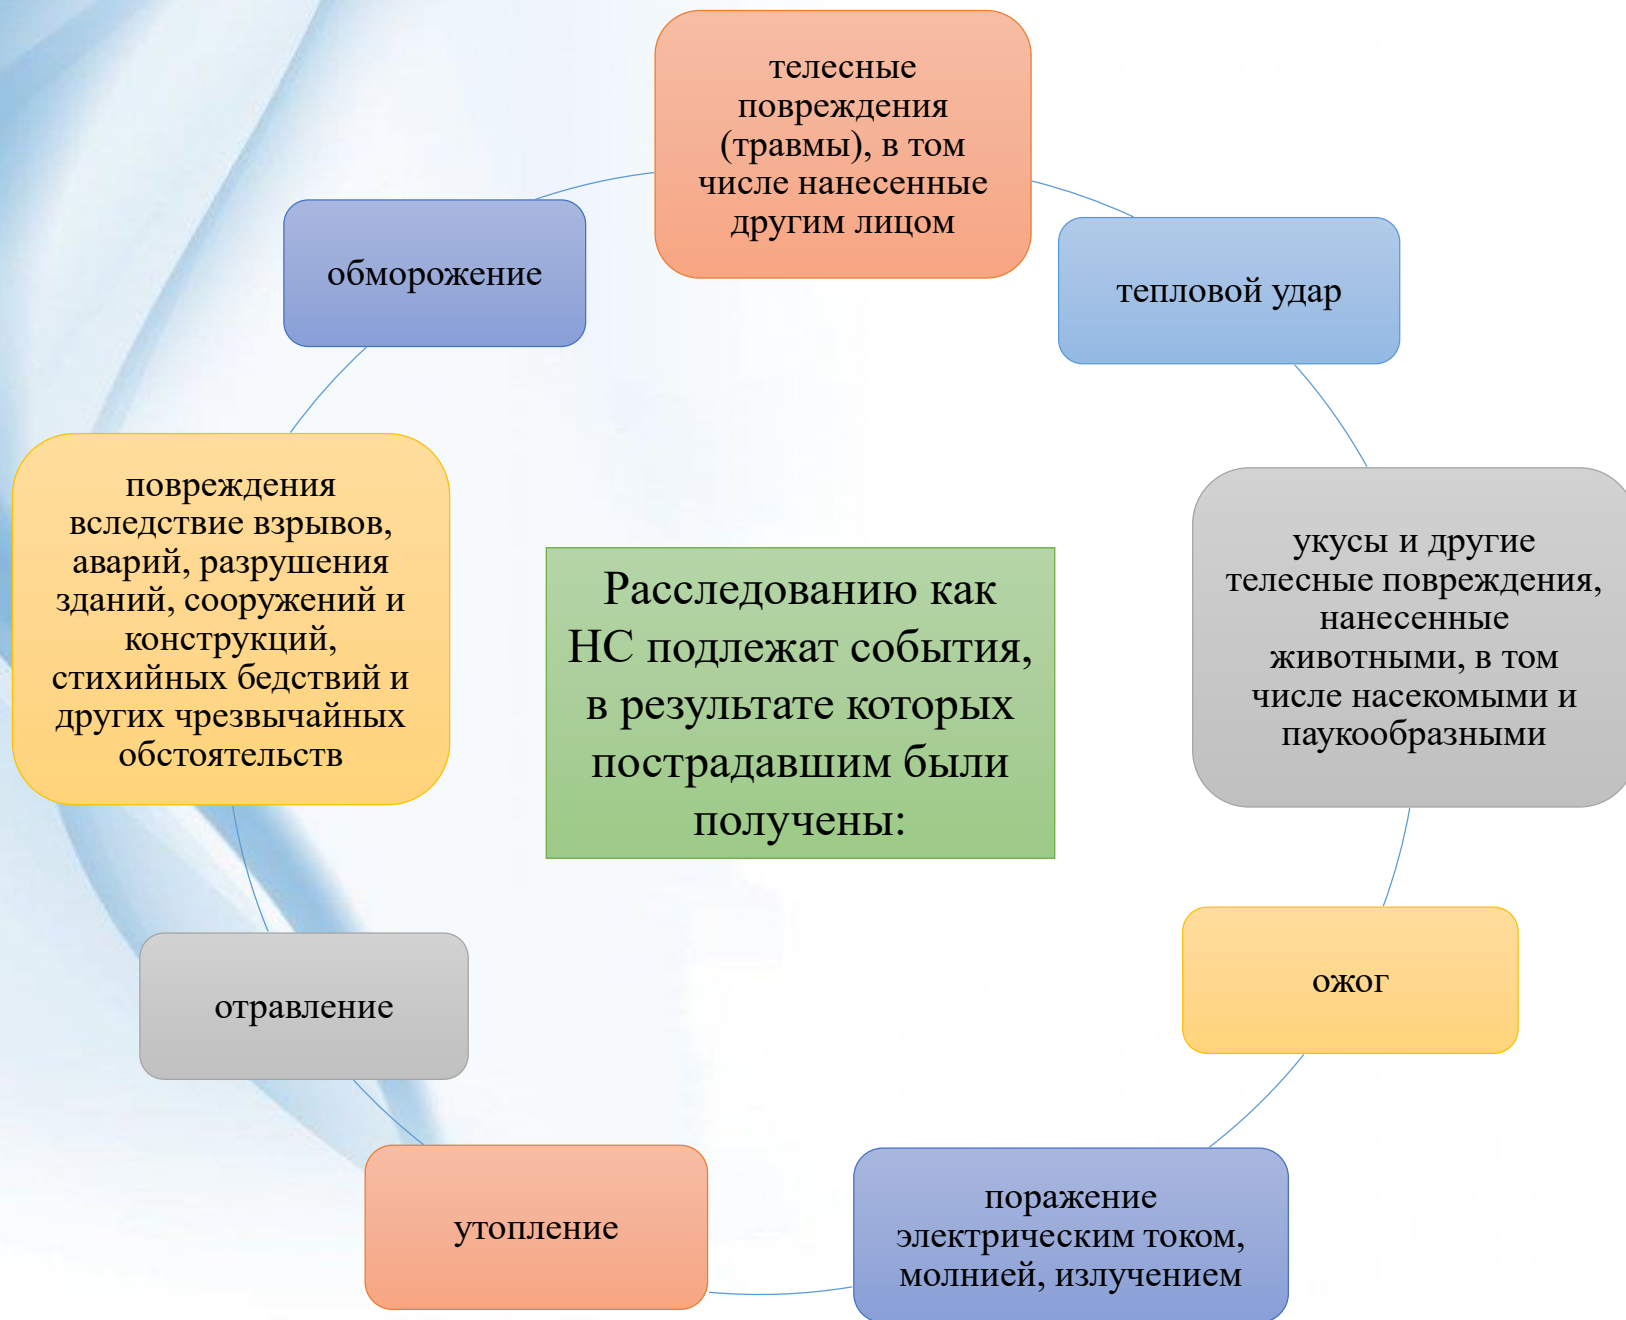 телесные
повреждения
(травмы), в том
числе нанесенные
другим лицом
тепловой удар
укусы и другие
телесные повреждения,
нанесенные
животными, в том
числе насекомыми и
паукообразными
ожог
поражение
электрическим током,
молнией, излучением
утопление
отравление
повреждения
вследствие взрывов,
аварий, разрушения
зданий, сооружений и
конструкций,
стихийных бедствий и
других чрезвычайных
обстоятельств
обморожение
Расследованию как
НС подлежат события,
в результате которых
пострадавшим были
получены: